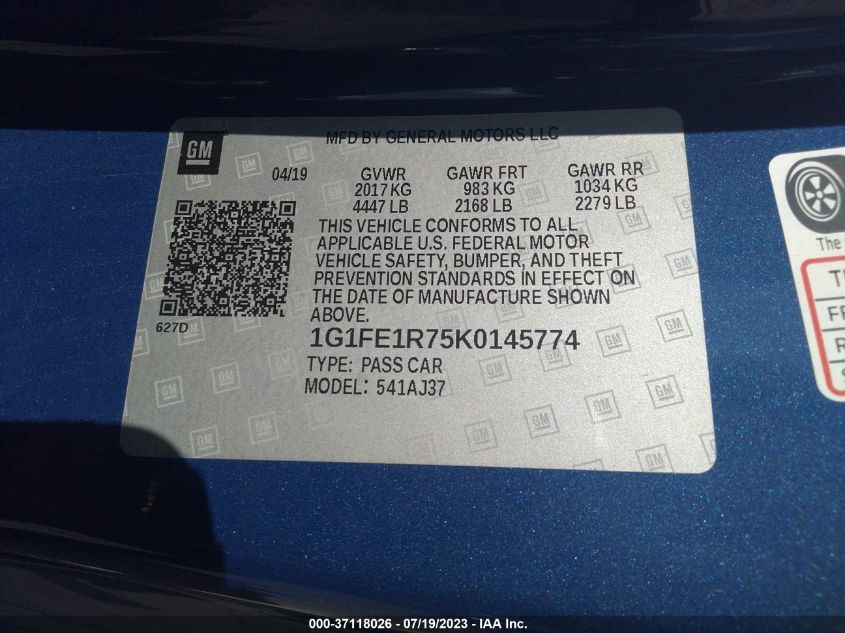 MFD BY GENERAL MOTORS LLC
GM
04/19 GVWR GAWR FRT GAWR RR
2017 KG 983 KG 1034 KG
4447 LB 2168 LB 2279 LB
THIS VEHICLE CONFORMS TO ALL
APPLICABLE U.S. FEDERAL MOTOR
VEHICLE SAFETY, BUMPER, AND THEFT
PREVENTION STANDARDS IN EFFECT ON
THE DATE OF MANUFACTURE SHOWN
ABOVE.
627D
1G1FE1R75K0145774
TYPE: PASS CAR
MODEL: 541AJ37
The
000-37118026 - 07/19/2023 - IAA Inc.